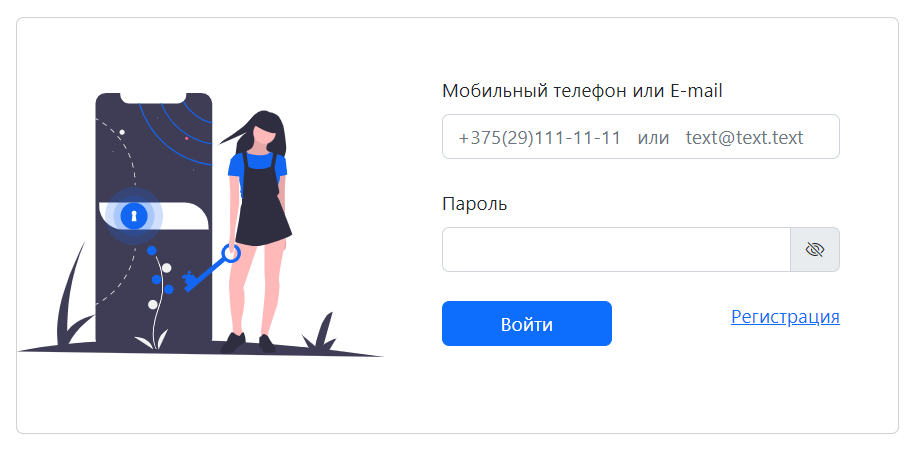 Мобильный телефон или E-mail
+375(29)111-11-11 или text@text.text
Пароль
Войти
Регистрация